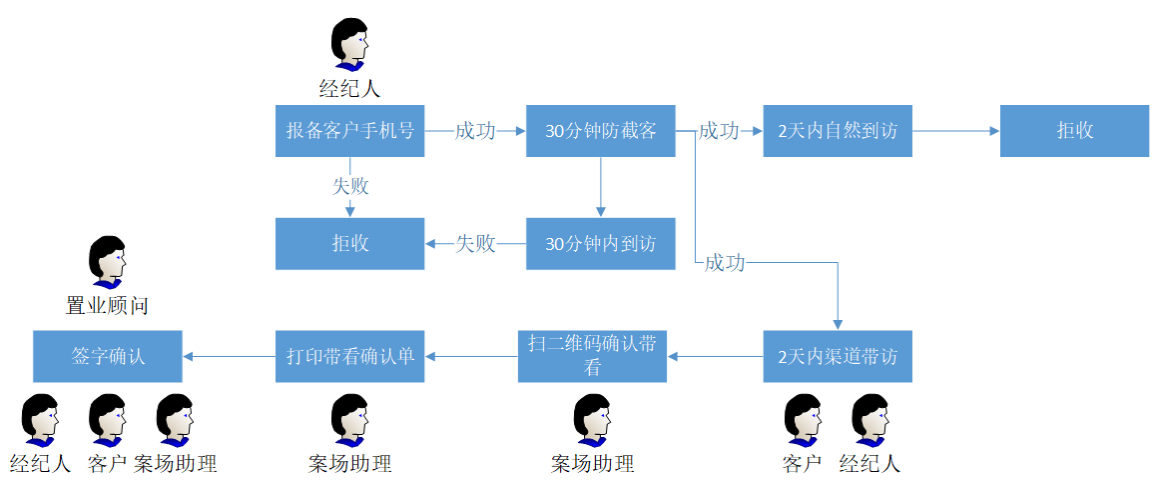 经纪人
报备客户手机号
成功
30分钟防截客
成功
2天内自然到访
拒收
失败
拒收
失败
30分钟内到访
成功
置业顾问
签字确认
打印带看确认单
扫二维码确认带
看
2天内渠道带访
经纪人
客户
案场助理
案场助理
案场助理
客户
经纪人